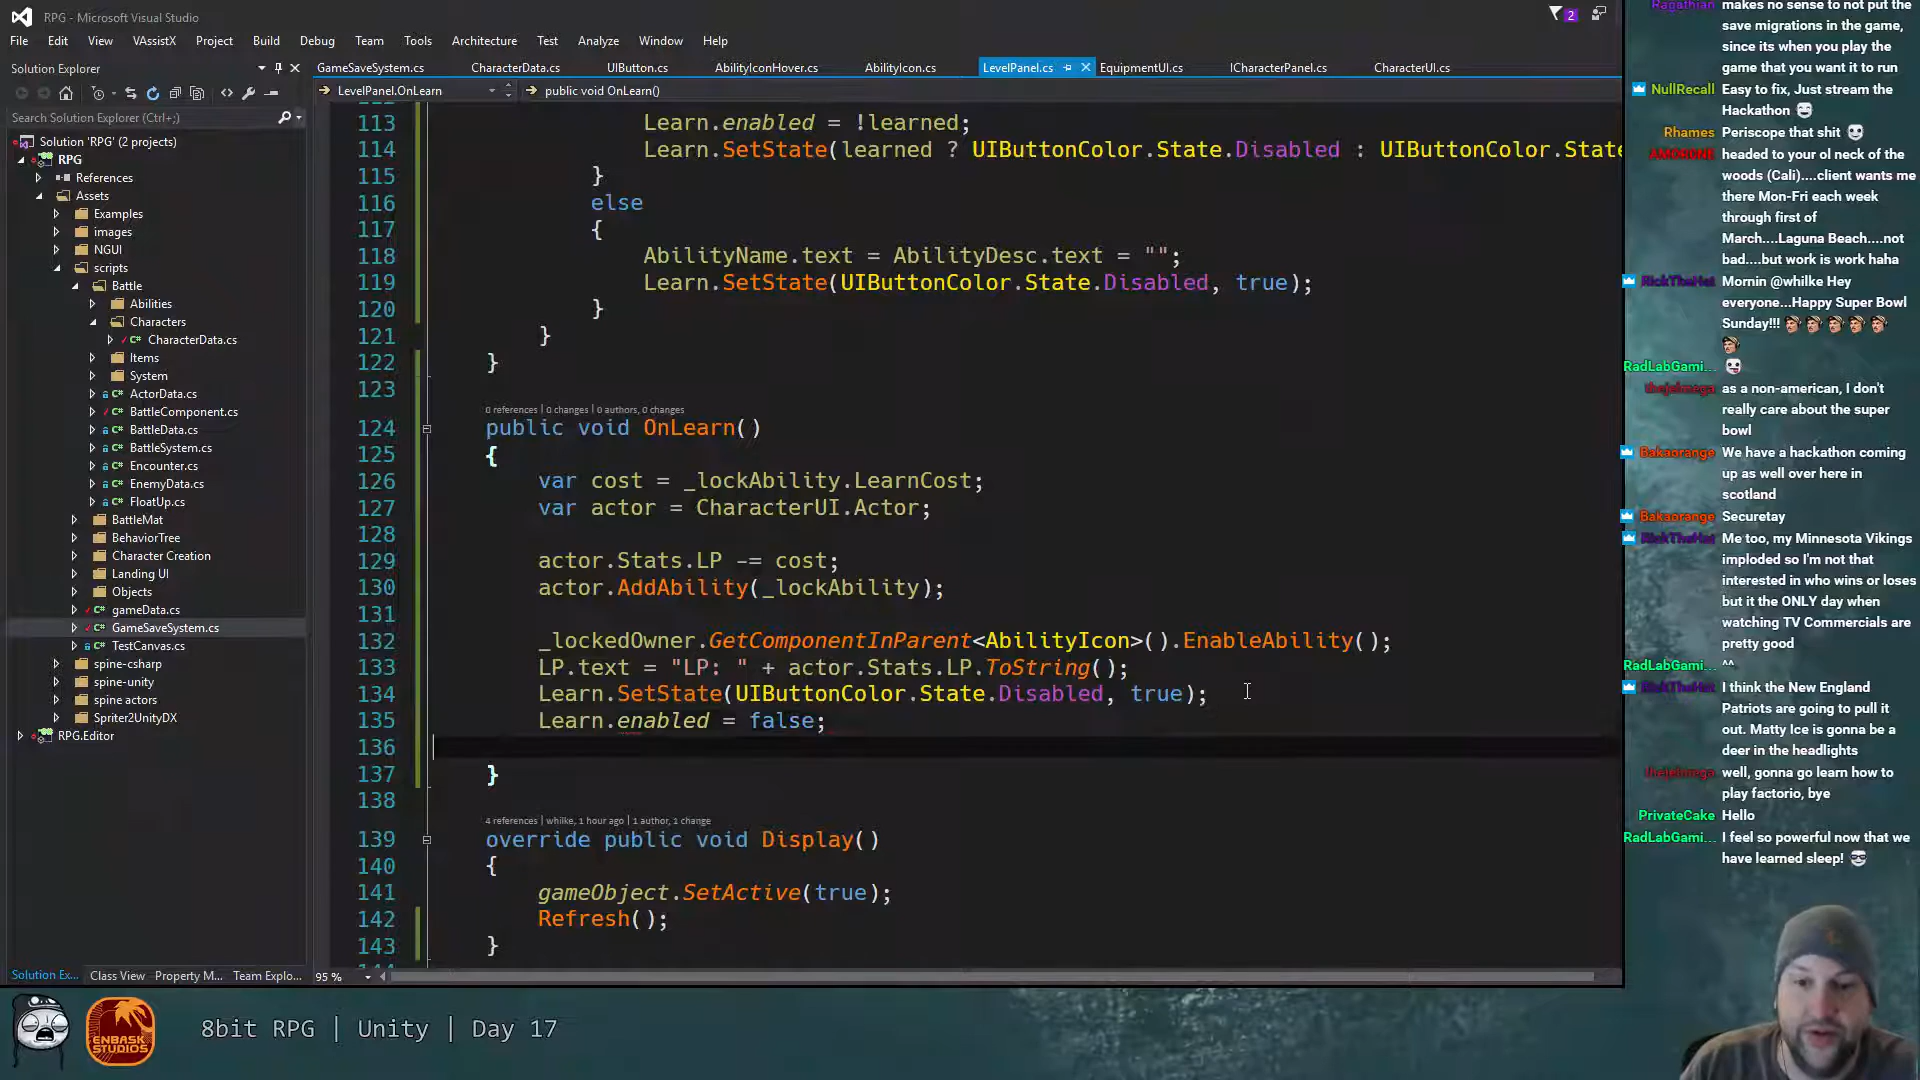 RPG - Microsoft Visual Studio
2
File Edit View VAssistX Project Build Debug Team Tools Architecture Test Analyze Window Help
Solution Explorer
GameSaveSystem.cs CharacterData.cs UIButton.cs AbilityIconHover.cs AbilityIcon.cs LevelPanel.cs EquipmentUI.cs ICharacterPanel.cs CharacterUI.cs
LevelPanel.OnLearn public void OnLearn()
Search Solution Explorer (Ctrl+;)
Solution 'RPG' (2 projects)
RPG
References
Assets
Examples
images
NGUI
scripts
Battle
Abilities
Characters
CharacterData.cs
Items
System
ActorData.cs
BattleComponent.cs
BattleData.cs
BattleSystem.cs
Encounter.cs
EnemyData.cs
FloatUp.cs
BattleMat
BehaviorTree
Character Creation
Landing UI
Objects
gameData.cs
GameSaveSystem.cs
TestCanvas.cs
spine-csharp
spine-unity
spine actors
Spriter2UnityDX
RPG.Editor
Solution Ex... Class View Property M... Team Explo...
113 Learn.enabled = !learned;
114 Learn.SetState(learned ? UIButtonColor.State.Disabled : UIButtonColor.State
115 }
116 else
117 {
118 AbilityName.text = AbilityDesc.text = "";
119 Learn.SetState(UIButtonColor.State.Disabled, true);
120 }
121 }
122 }
123
0 references | 0 changes | 0 authors, 0 changes
124 public void OnLearn()
125 {
126 var cost = _lockAbility.LearnCost;
127 var actor = CharacterUI.Actor;
128
129 actor.Stats.LP -= cost;
130 actor.AddAbility(_lockAbility);
131
132 _lockedOwner.GetComponentInParent<AbilityIcon>().EnableAbility();
133 LP.text = "LP: " + actor.Stats.LP.ToString();
134 Learn.SetState(UIButtonColor.State.Disabled, true);
135 Learn.enabled = false;
136
137 }
138
4 references | whilke, 1 hour ago | 1 author, 1 change
139 override public void Display()
140 {
141 gameObject.SetActive(true);
142 Refresh();
143 }
95 %
Ragathian makes no sense to not put the
save migrations in the game,
since its when you play the
game that you want it to run
NullRecall Easy to fix, Just stream the
Hackathon
Rhames Periscope that shit
headed to your ol neck of the
woods (Cali)....client wants me
there Mon-Fri each week
through first of
March....Laguna Beach....not
bad....but work is work haha
RickTheHat Mornin @whilke Hey
everyone...Happy Super Bowl
Sunday!!!
RadLabGami...
thejelmega as a non-american, I don't
really care about the super
bowl
Bakaorange We have a hackathon coming
up as well over here in
scotland
Bakaorange Securetay
RickTheHat Me too, my Minnesota Vikings
imploded so I'm not that
interested in who wins or loses
but it the ONLY day when
watching TV Commercials are
pretty good
RadLabGami... ^^
RickTheHat I think the New England
Patriots are going to pull it
out. Matty Ice is gonna be a
deer in the headlights
thejelmega well, gonna go learn how to
play factorio, bye
PrivateCake Hello
RadLabGami... I feel so powerful now that we
have learned sleep!
ENBASK
STUDIOS
8bit RPG | Unity | Day 17